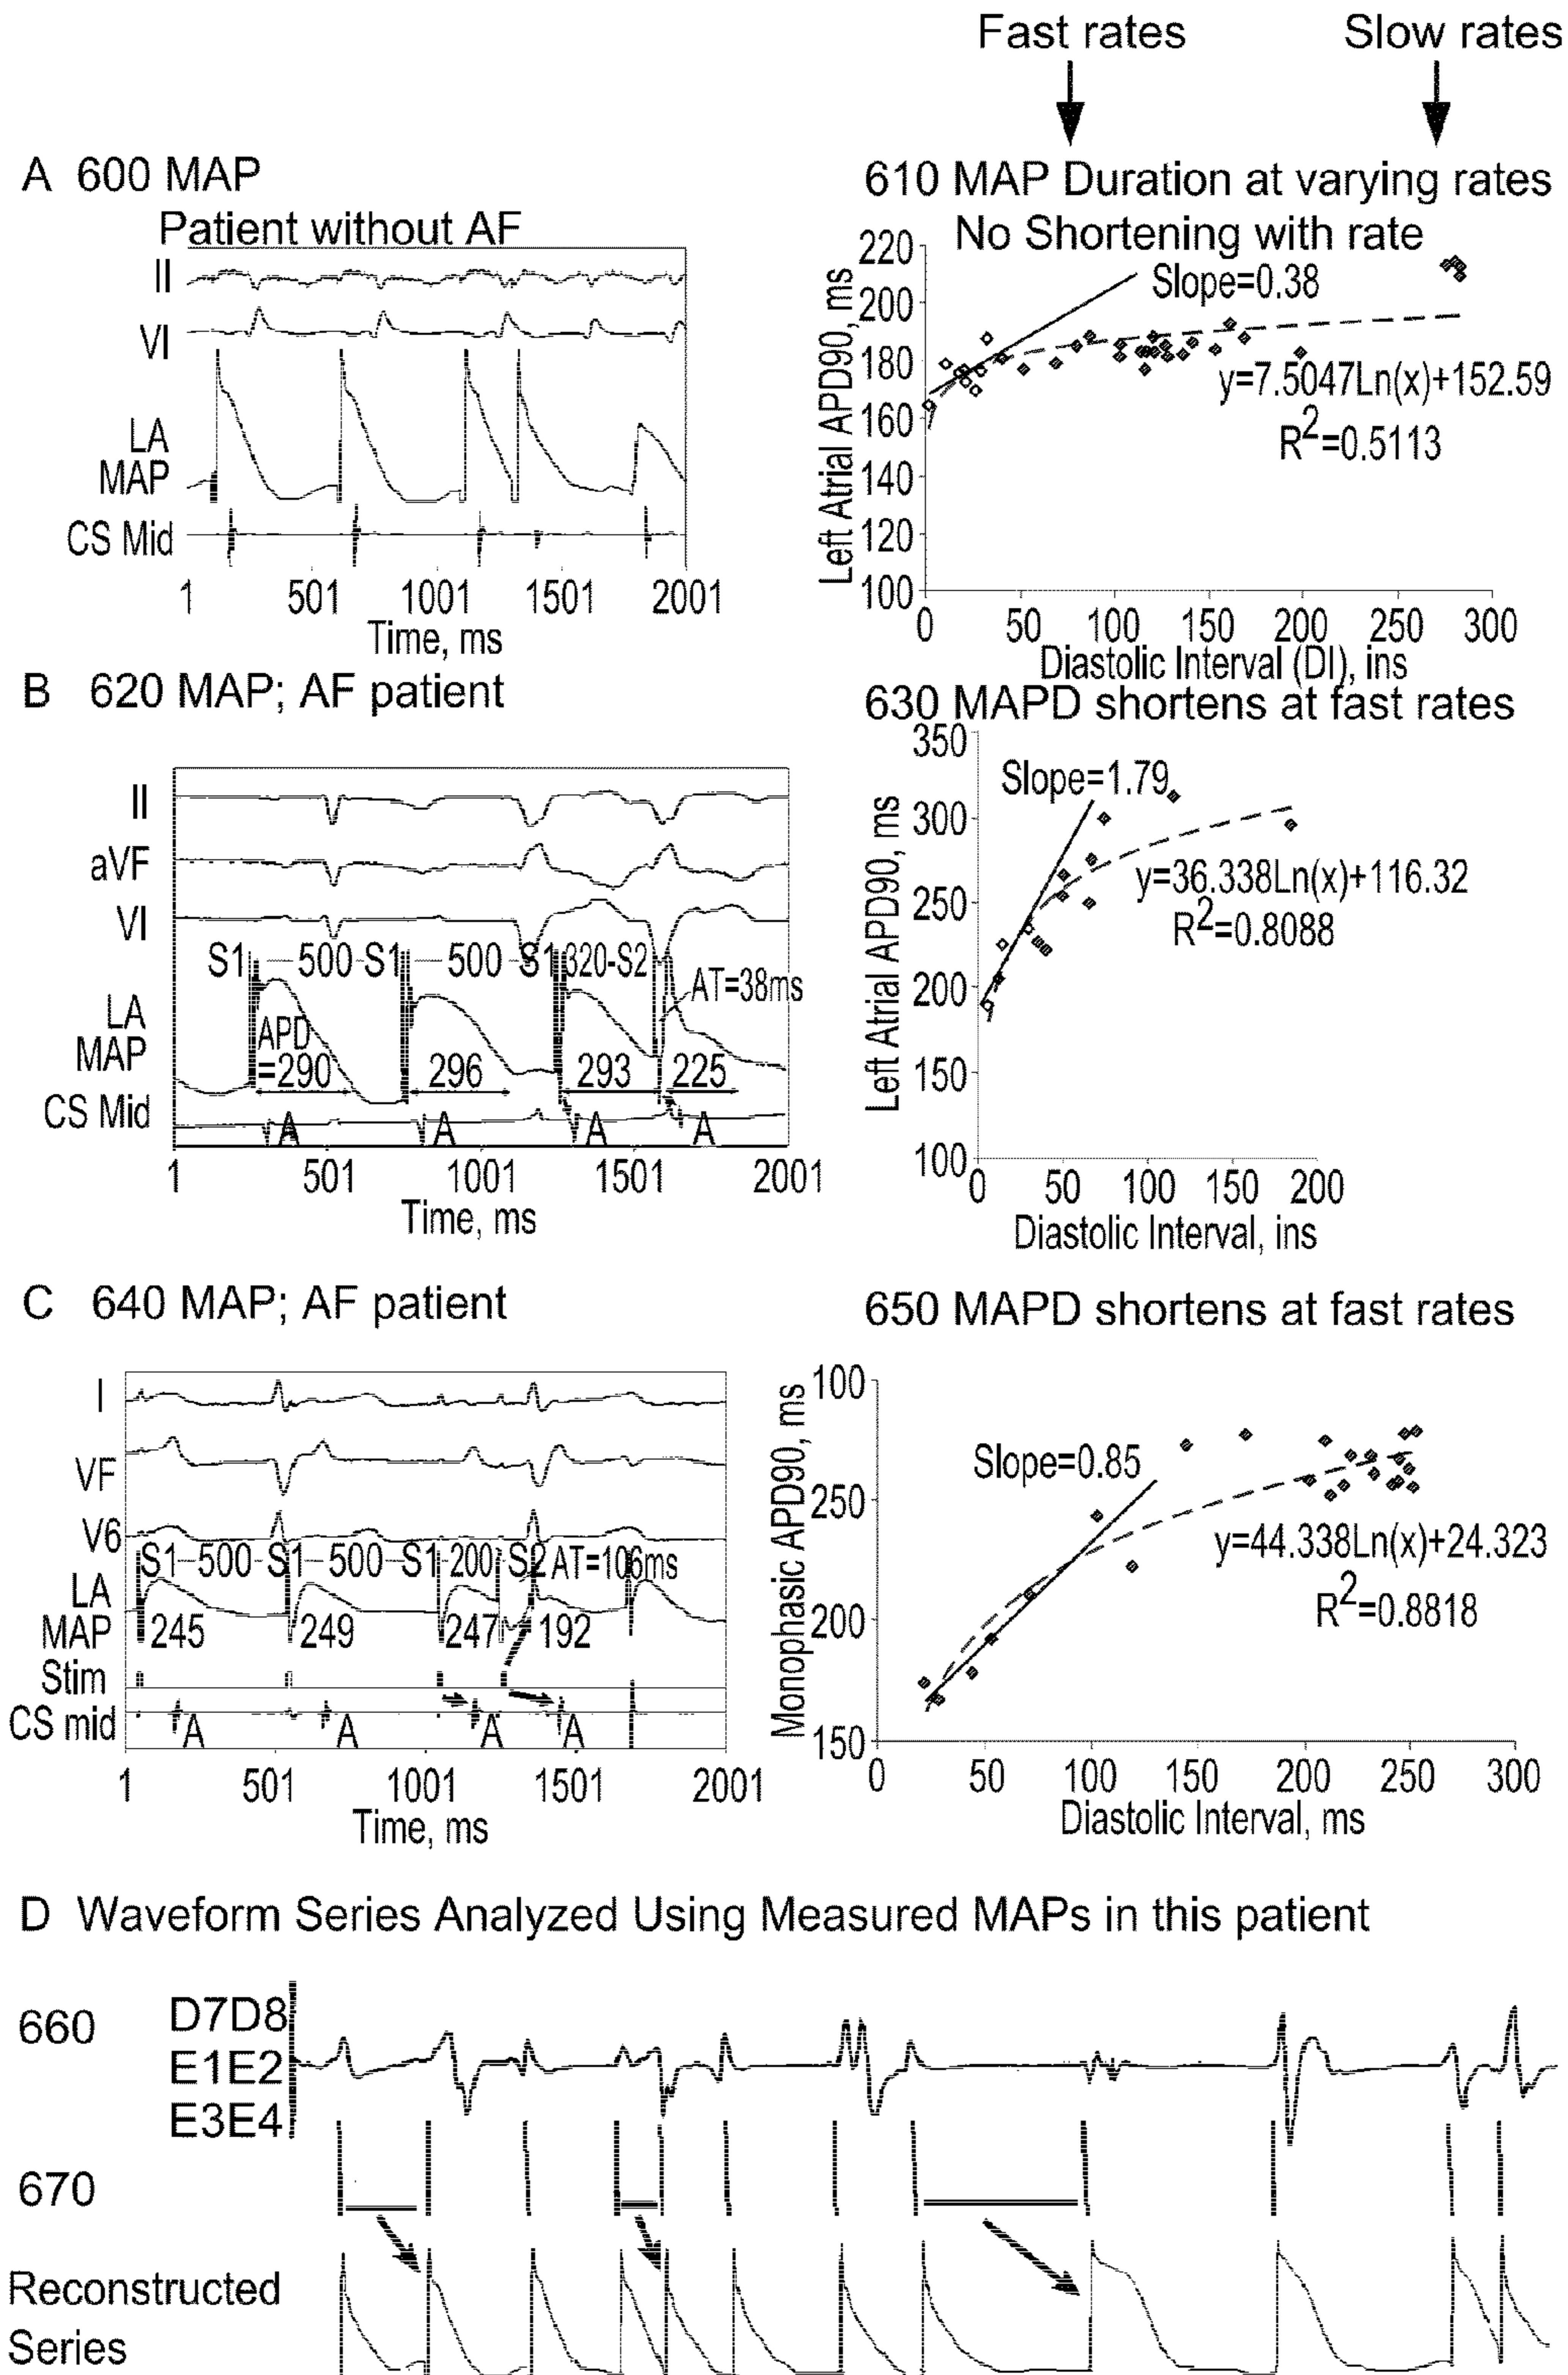 Fast rates
Slow rates
A 600 MAP
Patient without AF
II
VI
LA
MAP
CS Mid
1 501 1001 1501 2001
Time, ms
610 MAP Duration at varying rates
No Shortening with rate
Slope=0.38
y=7.5047Ln(x)+152.59
R²=0.5113
Left Atrial APD90, ms
220
200
180
160
140
120
100
0 50 100 150 200 250 300
Diastolic Interval (DI), ins
B 620 MAP; AF patient
II
aVF
VI
S1 500 S1 500 S1 320-S2
AT=38ms
LA
MAP
APD
=290 296 293 225
CS Mid
A A A A
1 501 1001 1501 2001
Time, ms
630 MAPD shortens at fast rates
Slope=1.79
y=36.338Ln(x)+116.32
R²=0.8088
Left Atrial APD90, ms
350
300
250
200
150
100
0 50 100 150 200
Diastolic Interval, ins
C 640 MAP; AF patient
I
VF
V6
S1-500-S1-500-S1-200 S2 AT=106ms
LA
MAP
245 249 247 192
Stim
CS mid
A A A A
1 501 1001 1501 2001
Time, ms
650 MAPD shortens at fast rates
Slope=0.85
y=44.338Ln(x)+24.323
R²=0.8818
Monophasic APD90, ms
100
250
200
150
0 50 100 150 200 250 300
Diastolic Interval, ms
D Waveform Series Analyzed Using Measured MAPs in this patient
660
D7D8
E1E2
E3E4
670
Reconstructed
Series